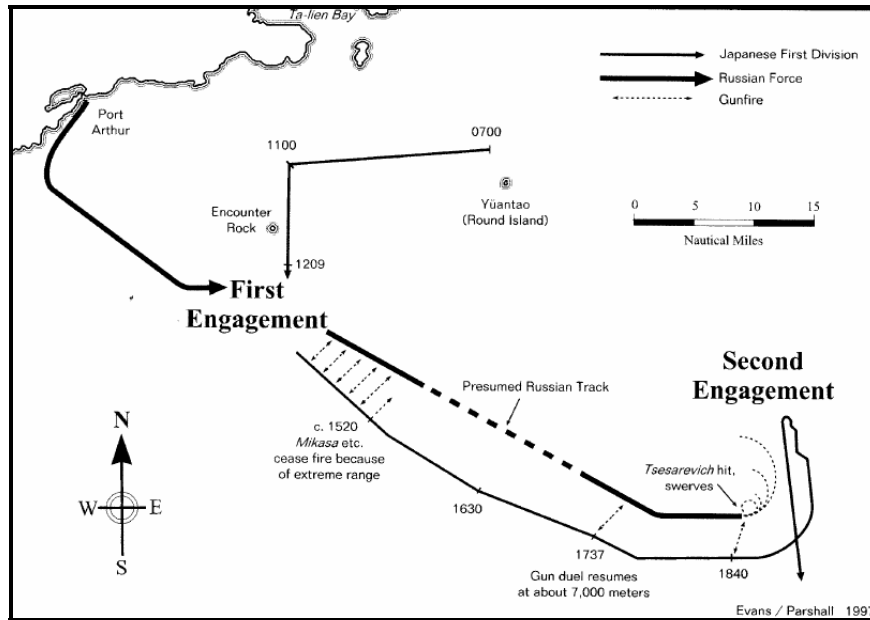 Ta-lien Bay
Japanese First Division
Russian Force
Gunfire
Port
Arthur
1100
0700
Encounter
Rock
Yüantao
(Round Island)
0 5 10 15
Nautical Miles
1209
First
Engagement
Second
Engagement
Presumed Russian Track
c. 1520
Mikasa etc.
cease fire because
of extreme range
Tsesarevich hit,
swerves
N
W E
S
1630
1737
1840
Gun duel resumes
at about 7,000 meters
Evans / Parshall 1997